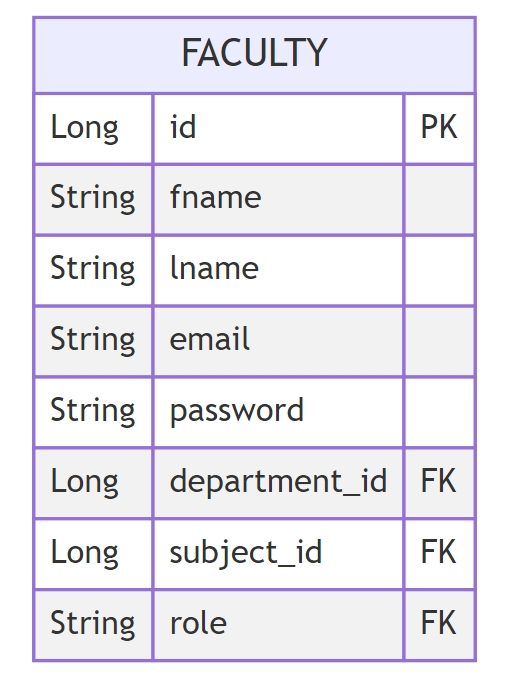 FACULTY
Long id PK
String fname
String lname
String email
String password
Long department_id FK
Long subject_id FK
String role FK